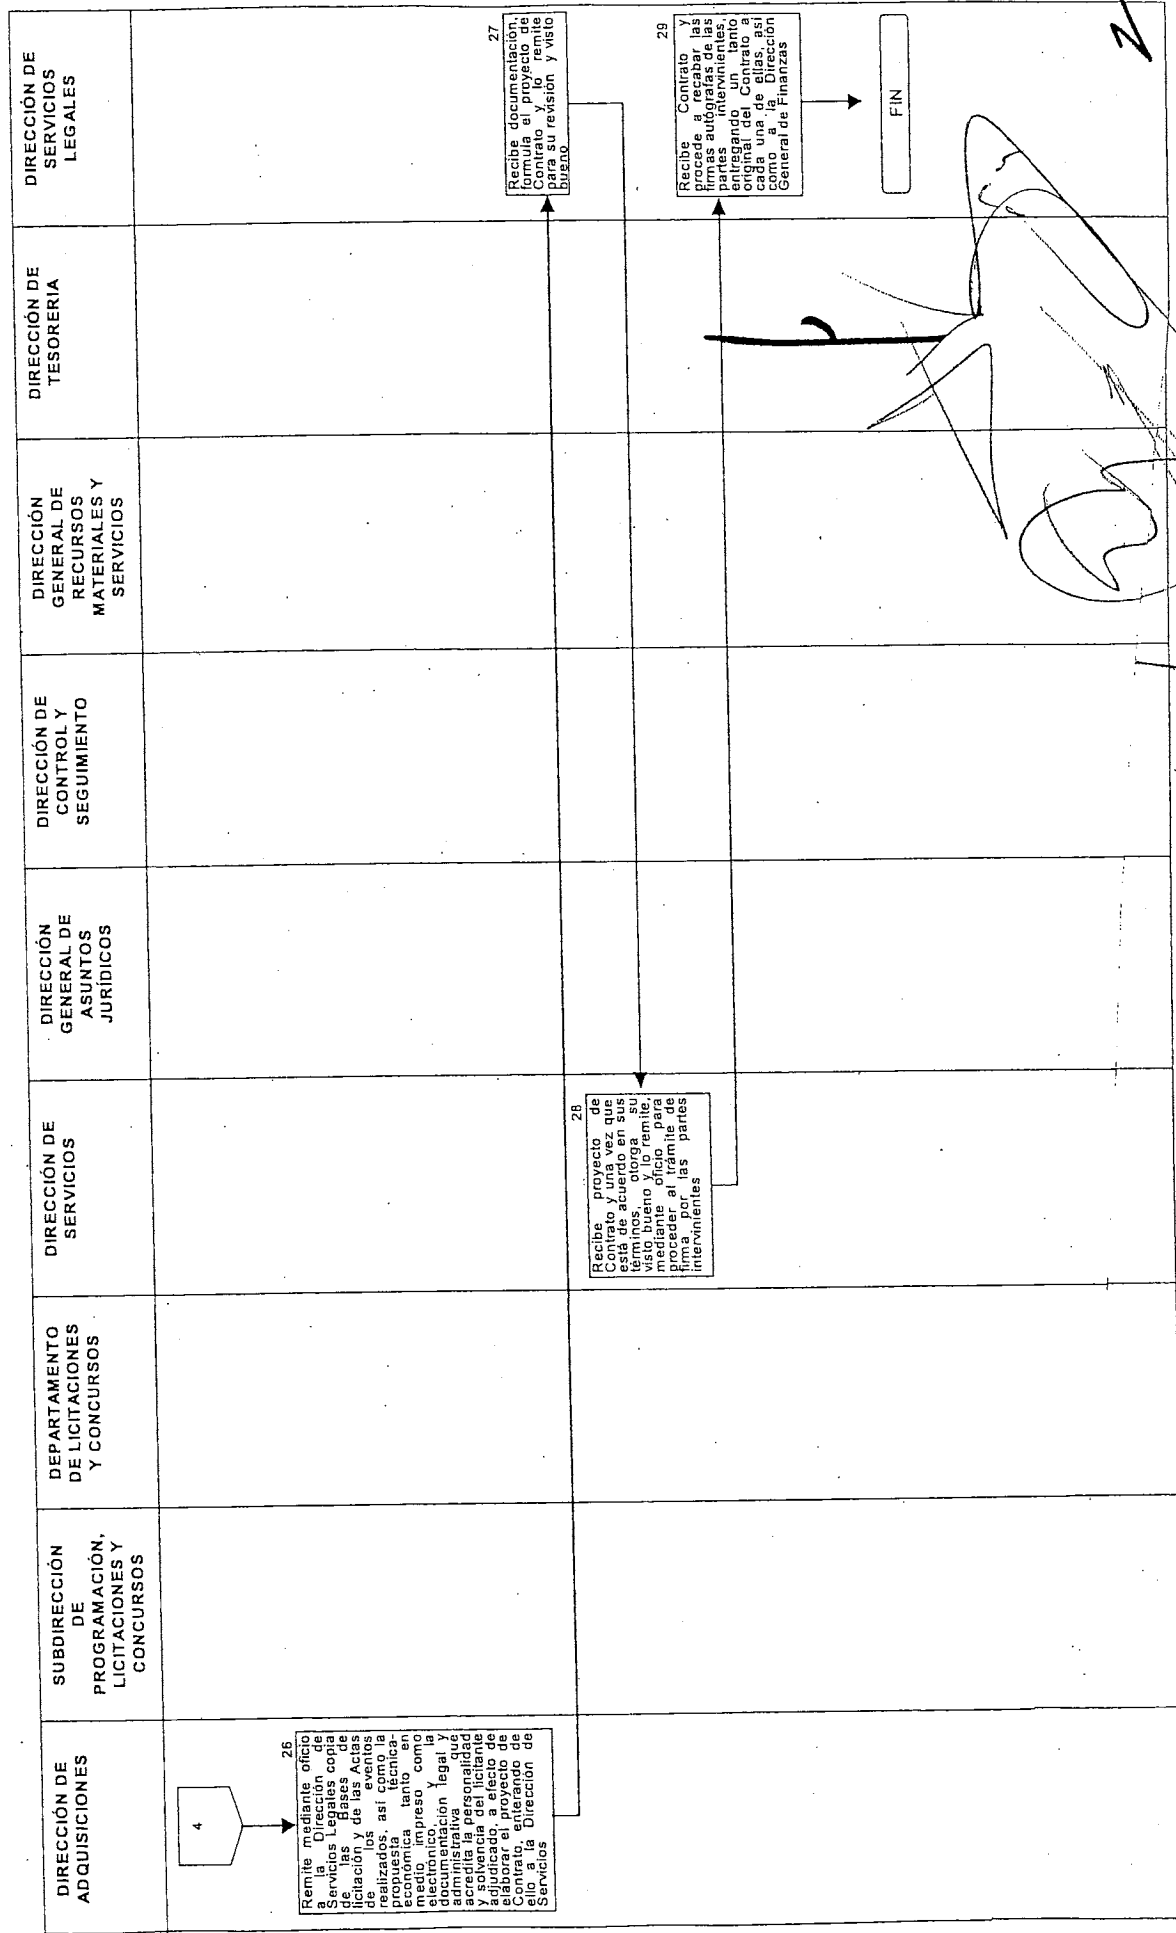 DIRECCIÓN DE
ADQUISICIONES
SUBDIRECCIÓN
DE
PROGRAMACIÓN,
LICITACIONES Y
CONCURSOS
DEPARTAMENTO
DE LICITACIONES
Y CONCURSOS
DIRECCIÓN DE
SERVICIOS
DIRECCIÓN
GENERAL DE
ASUNTOS
JURÍDICOS
DIRECCIÓN DE
CONTROL Y
SEGUIMIENTO
DIRECCIÓN
GENERAL DE
RECURSOS
MATERIALES Y
SERVICIOS
DIRECCIÓN DE
TESORERIA
DIRECCIÓN DE
SERVICIOS
LEGALES
4
26
Remite mediante oficio
a la Dirección de
Servicios Legales copia
de las Bases de
licitación y de las Actas
de los eventos
realizados, así como la
propuesta técnica-
económica tanto en
medio impreso como
electrónico, y la
documentación legal y
administrativa que
acredita la personalidad
y solvencia del licitante
adjudicado, a efecto de
elaborar el proyecto de
Contrato, enterando de
ello a la Dirección de
Servicios
27
Recibe documentación,
formula el proyecto de
Contrato y lo remite
para su revisión y visto
bueno
28
Recibe proyecto de
Contrato y una vez que
está de acuerdo en sus
términos, otorga su
visto bueno y lo remite,
mediante oficio para
proceder al trámite de
firma por las partes
intervinientes
29
Recibe Contrato y
procede a recabar las
firmas autógrafas de las
partes intervinientes,
entregando un tanto
original del Contrato a
cada una de ellas, así
como a la Dirección
General de Finanzas
FIN